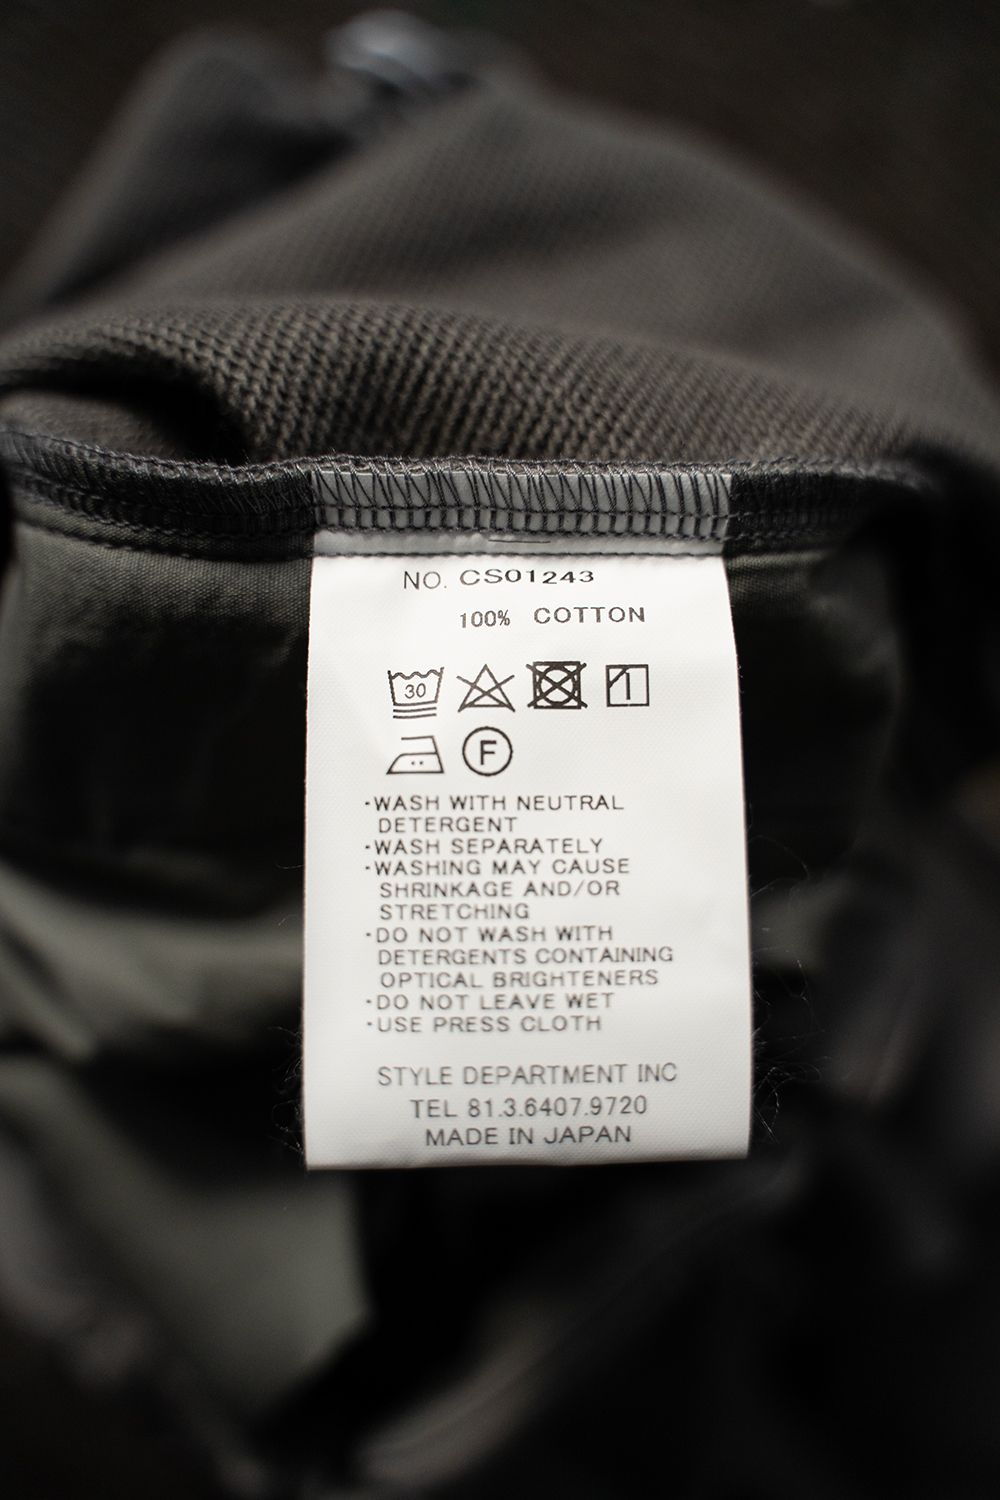 NO. CS01243
100% COTTON
30
F
·WASH WITH NEUTRAL
DETERGENT
·WASH SEPARATELY
·WASHING MAY CAUSE
SHRINKAGE AND/OR
STRETCHING
·DO NOT WASH WITH
DETERGENTS CONTAINING
OPTICAL BRIGHTENERS
·DO NOT LEAVE WET
·USE PRESS CLOTH
STYLE DEPARTMENT INC
TEL 81.3.6407.9720
MADE IN JAPAN